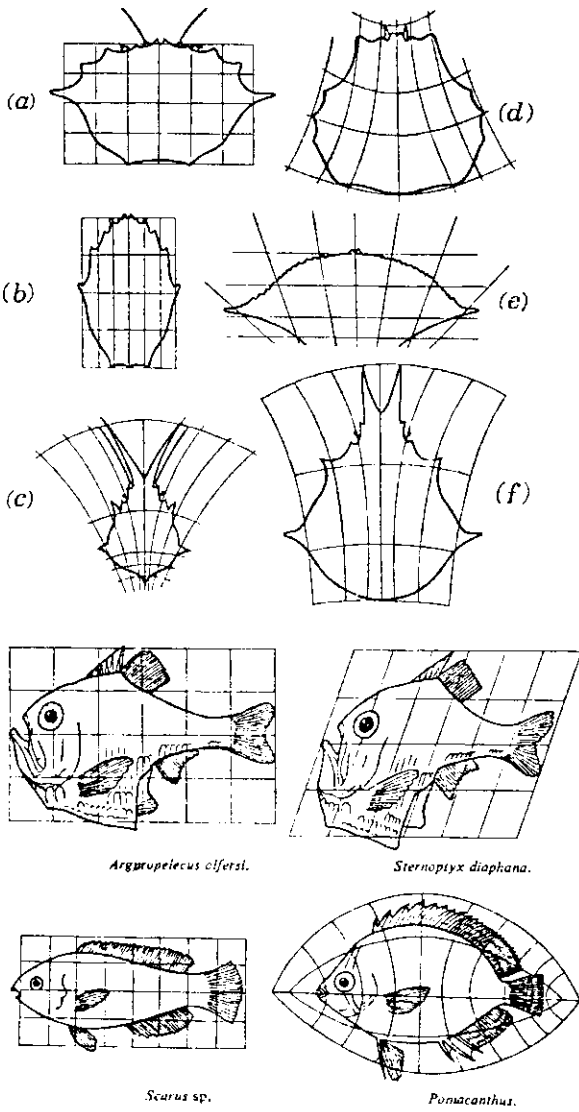 (a)
(d)
(b)
(e)
(c)
(f)
Argyropelecus olfersi.
Sternoptyx diaphana.
Scarus sp.
Pomacanthus.